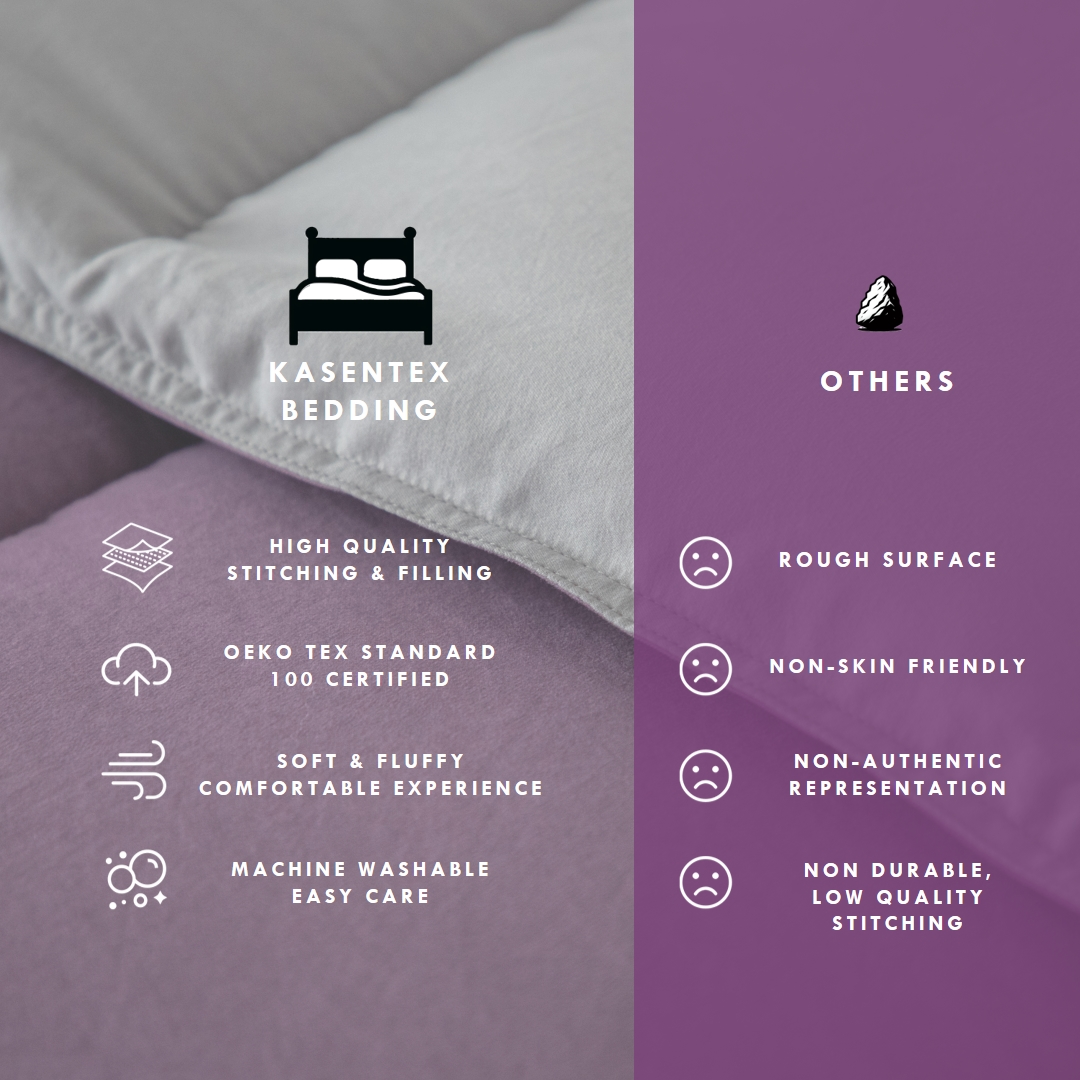 KASENTEX
BEDDING
HIGH QUALITY
STITCHING & FILLING
OEKO TEX STANDARD
100 CERTIFIED
SOFT & FLUFFY
COMFORTABLE EXPERIENCE
MACHINE WASHABLE
EASY CARE
OTHERS
ROUGH SURFACE
NON-SKIN FRIENDLY
NON-AUTHENTIC
REPRESENTATION
NON DURABLE,
LOW QUALITY
STITCHING